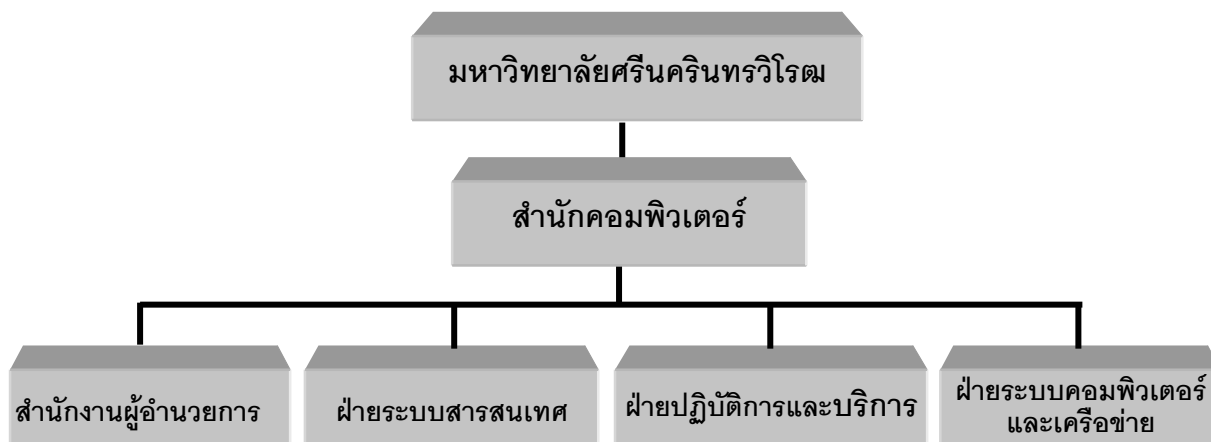 มหาวิทยาลัยศรีนครินทรวิโรฒ
สำนักคอมพิวเตอร์
สำนักงานผู้อำนวยการ
ฝ่ายระบบสารสนเทศ
ฝ่ายปฏิบัติการและบริการ
ฝ่ายระบบคอมพิวเตอร์
และเครือข่าย